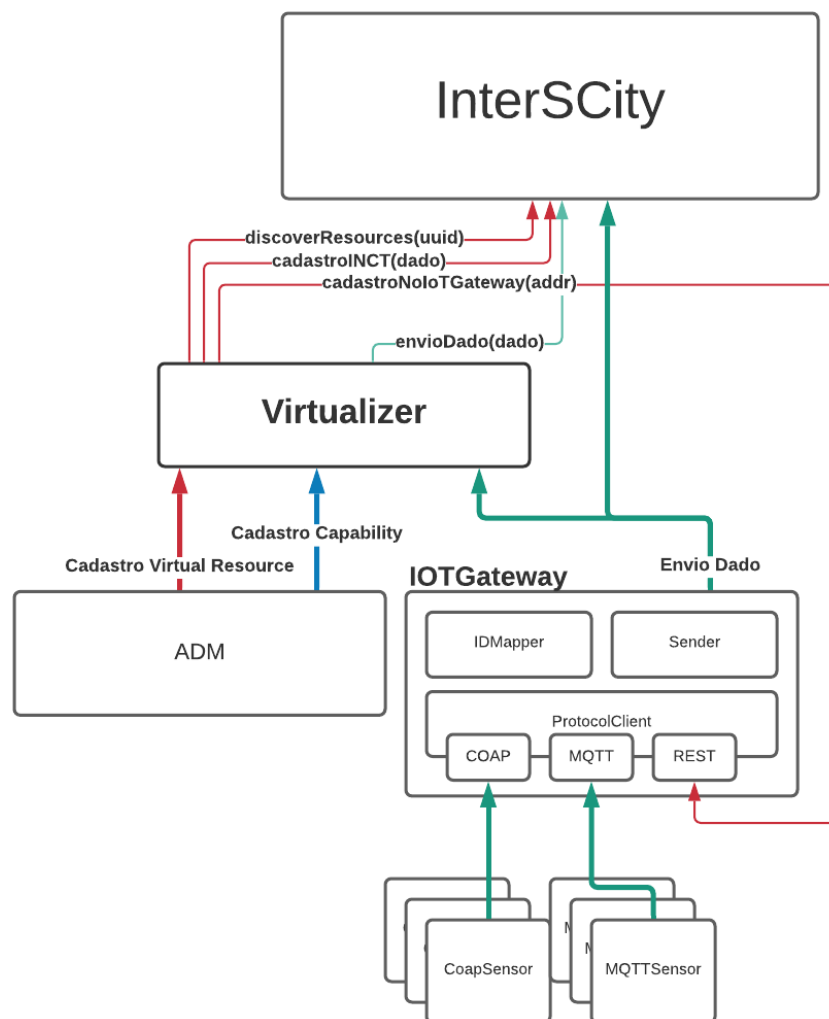 InterSCity
discoverResources(uuid)
cadastroINCT(dado)
cadastroNoIoTGateway(addr)
envioDado(dado)
Virtualizer
Cadastro Capability
Cadastro Virtual Resource
Envio Dado
IOTGateway
ADM
IDMapper
Sender
ProtocolClient
COAP
MQTT
REST
CoapSensor
MQTTSensor